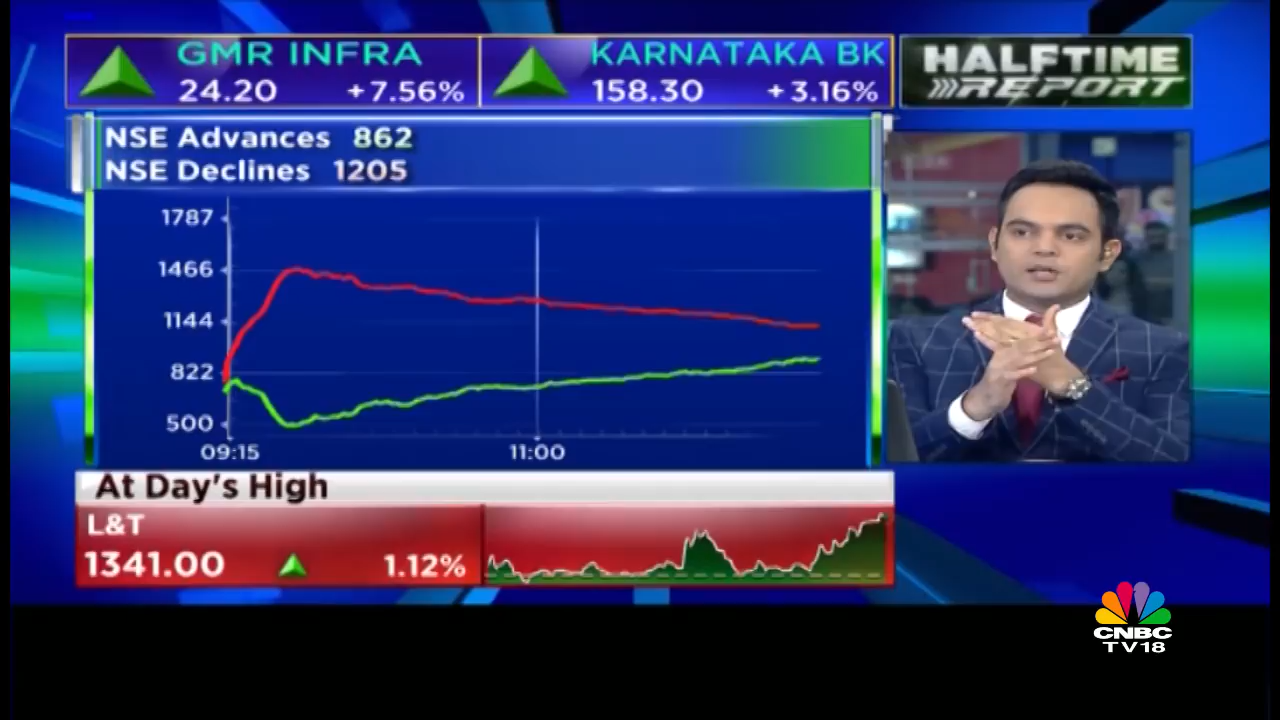 GMR INFRA
24.20 +7.56%
KARNATAKA BK
158.30 +3.16%
HALFTIME
REPORT
NSE Advances 862
NSE Declines 1205
1787
1466
1144
822
500
09:15 11:00
At Day's High
L&T
1341.00 1.12%
CNBC
TV18